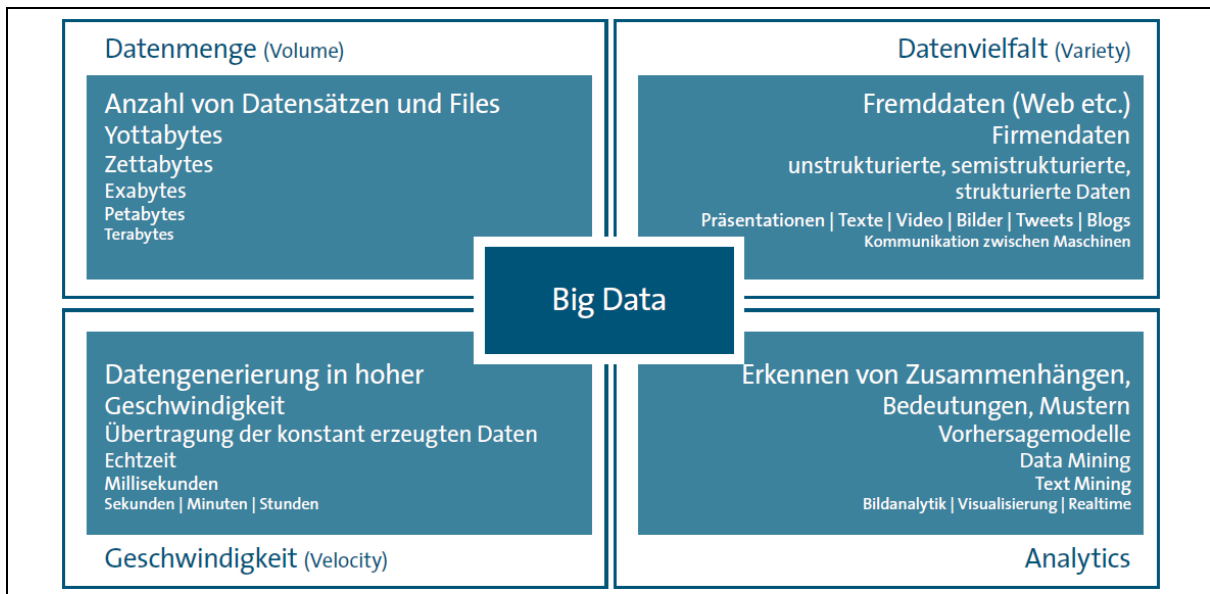 Datenmenge (Volume)
Anzahl von Datensätzen und Files
Yottabytes
Zettabytes
Exabytes
Petabytes
Terabytes
Datenvielfalt (Variety)
Fremddaten (Web etc.)
Firmendaten
unstrukturierte, semistrukturierte,
strukturierte Daten
Präsentationen | Texte | Video | Bilder | Tweets | Blogs
Kommunikation zwischen Maschinen
Big Data
Datengenerierung in hoher
Geschwindigkeit
Übertragung der konstant erzeugten Daten
Echtzeit
Millisekunden
Sekunden | Minuten | Stunden
Geschwindigkeit (Velocity)
Erkennen von Zusammenhängen,
Bedeutungen, Mustern
Vorhersagemodelle
Data Mining
Text Mining
Bildanalytik | Visualisierung | Realtime
Analytics